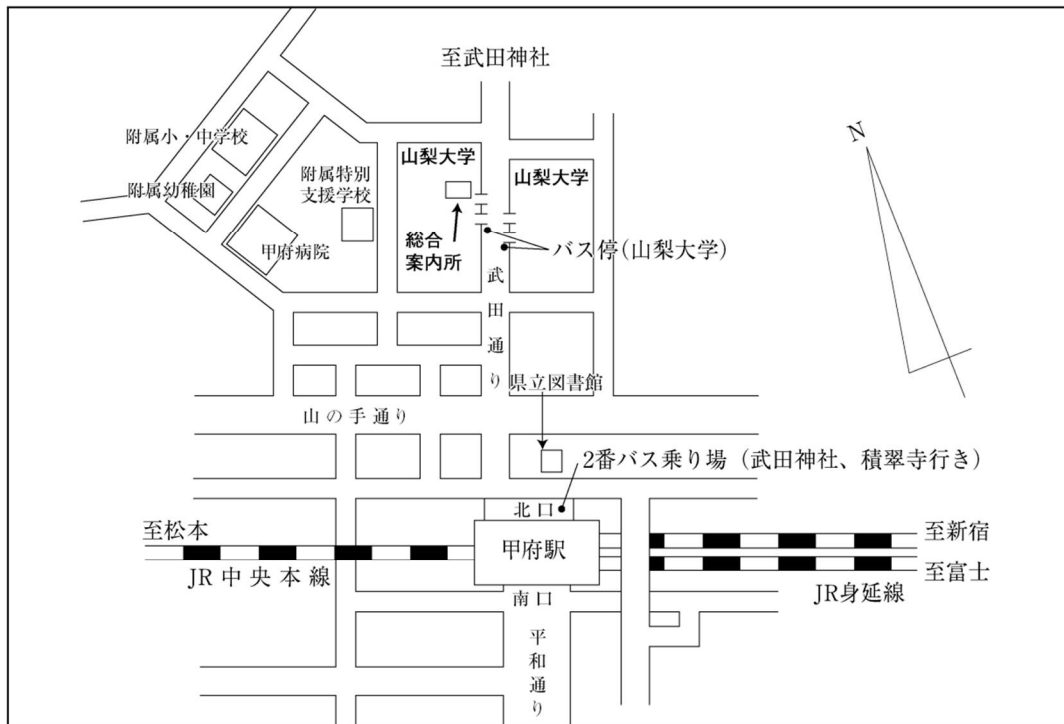 至武田神社
N
附属小・中学校
附属幼稚園
附属特別
支援学校
甲府病院
山梨大学
総合
案内所
山梨大学
バス停(山梨大学)
武田通り
県立図書館
山の手通り
2番バス乗り場(武田神社、積翠寺行き)
北口
甲府駅
南口
至松本
JR中央本線
至新宿
至富士
JR身延線
平和通り